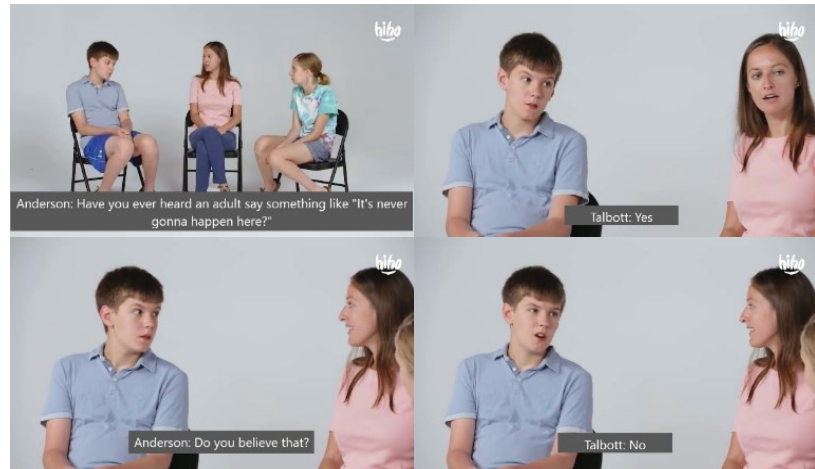 hiho
Anderson: Have you ever heard an adult say something like "It's never
gonna happen here?"
Talbott: Yes
hiho
Anderson: Do you believe that?
hiho
Talbott: No